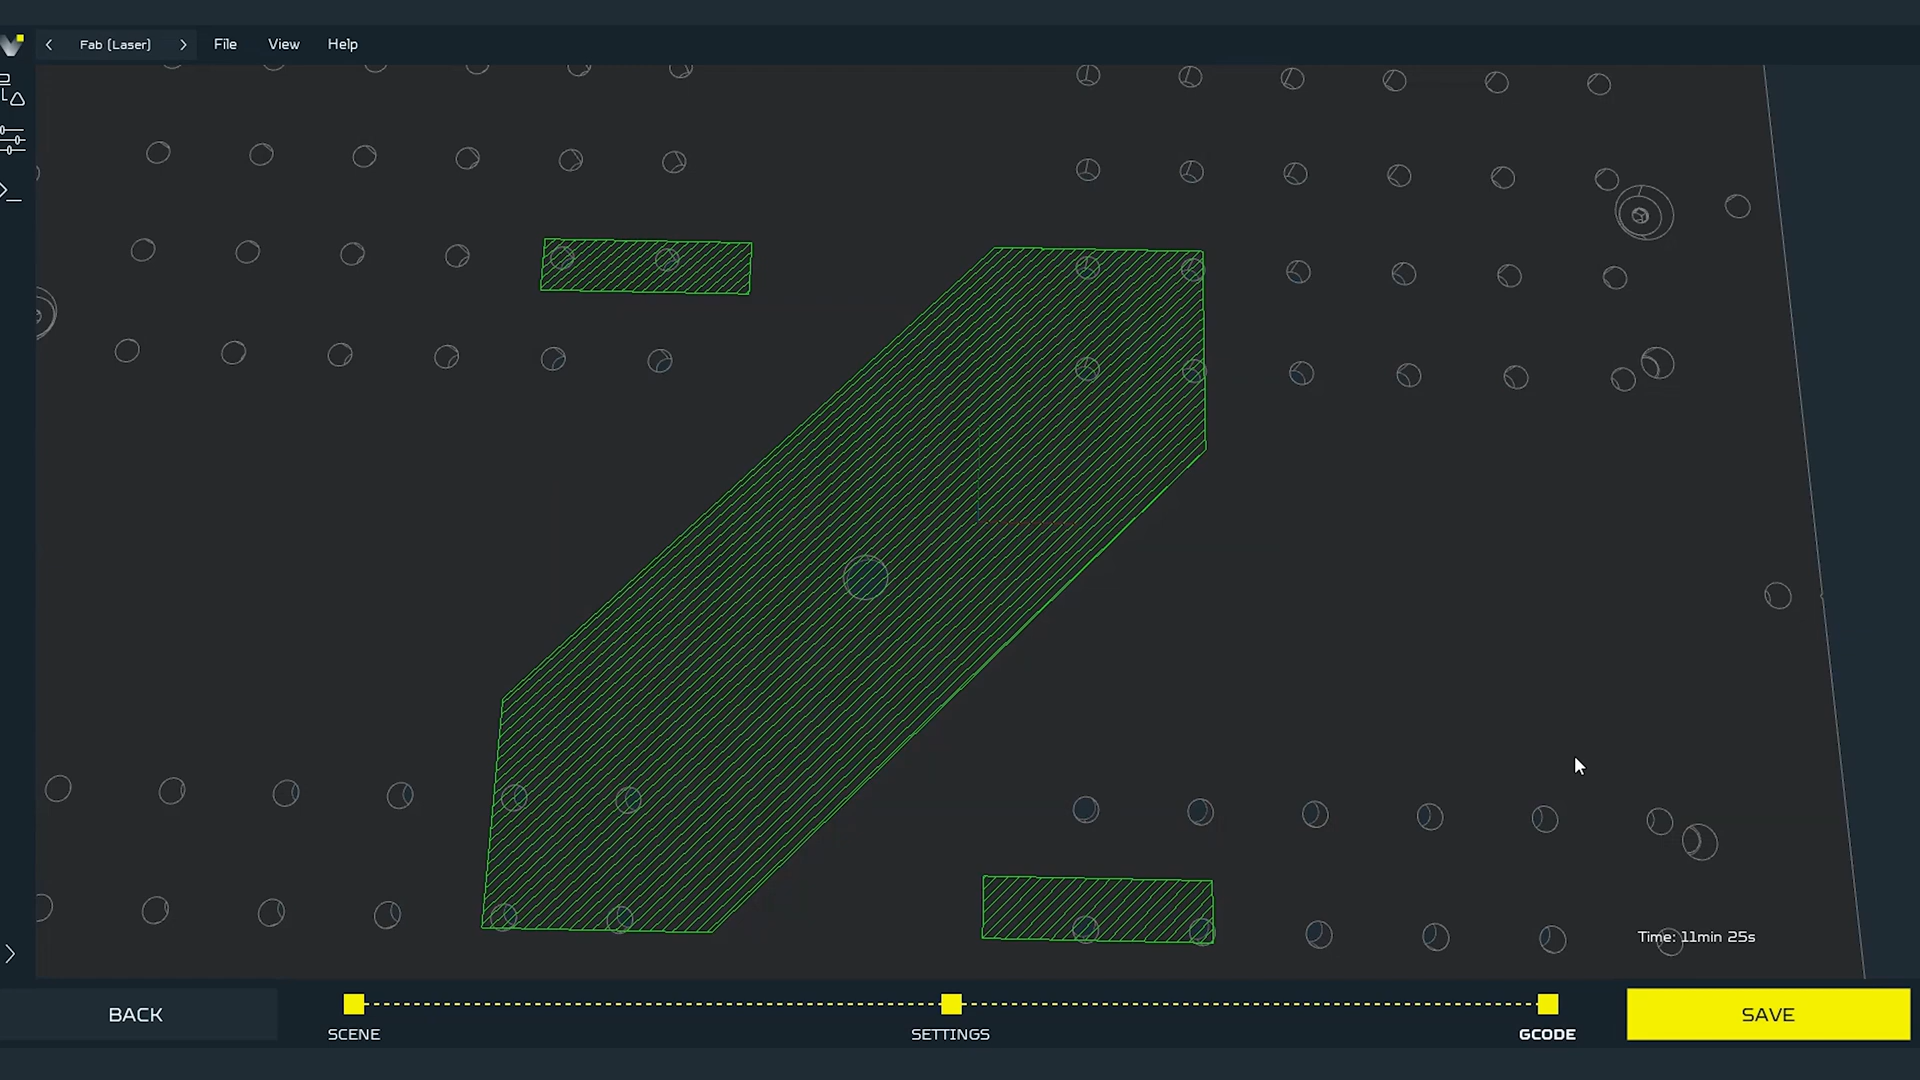 Fab (Laser)
File
View
Help
Time: 11min 25s
BACK
SCENE
SETTINGS
GCODE
SAVE